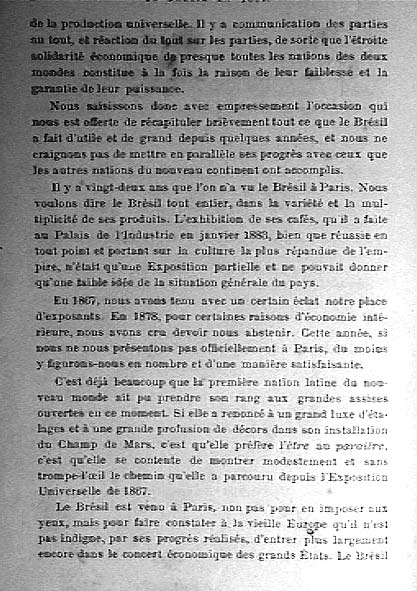 de la production universelle. Il y a communication des parties
au tout, et réaction du tout sur les parties, de sorte que l'étroite
solidarité économique de presque toutes les nations des deux
mondes constitue à la fois la raison de leur faiblesse et la
garantie de leur puissance.
Nous saisissons donc avec empressement l'occasion qui
nous est offerte de récapituler brièvement tout ce que le Brésil
a fait d'utile et de grand depuis quelques années, et nous ne
craignons pas de mettre en parallèle ses progrès avec ceux que
les autres nations du nouveau continent ont accomplis.
Il y a vingt-deux ans que l'on n'a vu le Brésil à Paris. Nous
voulons dire le Brésil tout entier, dans la variété et la mul-
tiplicité de ses produits. L'exhibition de ses cafés, qu'il a faite
au Palais de l'Industrie en janvier 1883, bien que réussie en
tout point et portant sur la culture la plus répandue de l'em-
pire, n'était qu'une Exposition partielle et ne pouvait donner
qu'une faible idée de la situation générale du pays.
En 1867, nous avons tenu avec un certain éclat notre place
d'exposants. En 1878, pour certaines raisons d'économie inté-
rieure, nous avons cru devoir nous abstenir. Cette année, si
nous ne nous présentons pas officiellement à Paris, du moins
y figurons-nous en nombre et d'une manière satisfaisante.
C'est déjà beaucoup que la première nation latine du nou-
veau monde ait pu prendre son rang aux grandes assises
ouvertes en ce moment. Si elle a renoncé à un grand luxe d'éta-
lages et à une grande profusion de décors dans son installation
du Champ de Mars, c'est qu'elle préfère l'être au paraître,
c'est qu'elle se contente de montrer modestement et sans
trompe-l'œil le chemin qu'elle a parcouru depuis l'Exposition
Universelle de 1867.
Le Brésil est venu à Paris, non pas pour en imposer aux
yeux, mais pour faire constater à la vieille Europe qu'il n'est
pas indigne, par ses progrès réalisés, d'entrer plus largement
encore dans le concert économique des grands États. Le Brésil